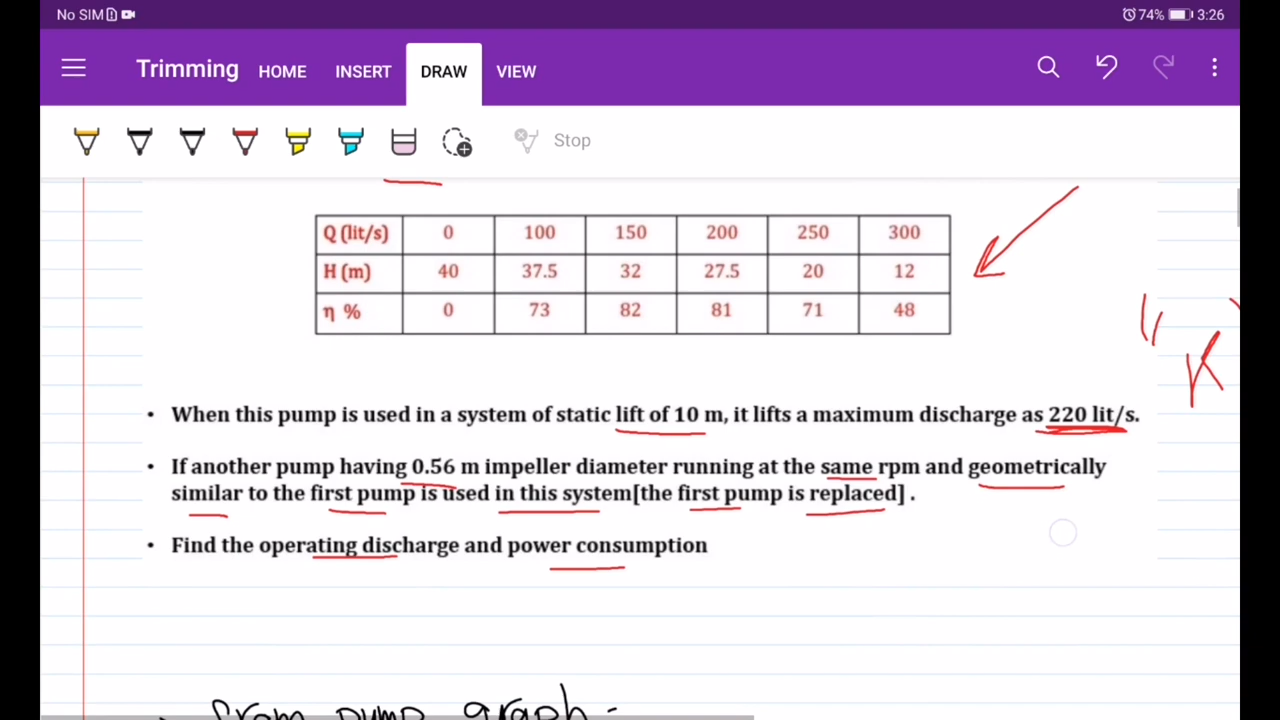 No SIM 74% 3:26
Trimming HOME INSERT DRAW VIEW
Stop
Q (lit/s) 0 100 150 200 250 300
H (m) 40 37.5 32 27.5 20 12
η % 0 73 82 81 71 48
K
• When this pump is used in a system of static lift of 10 m, it lifts a maximum discharge as 220 lit/s.
• If another pump having 0.56 m impeller diameter running at the same rpm and geometrically
similar to the first pump is used in this system[the first pump is replaced] .
• Find the operating discharge and power consumption
from pump graph :-